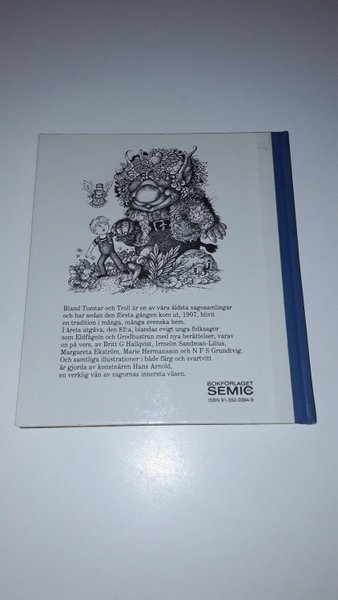 Bland Tomtar och Troll är en av våra äldsta sagosamlingar
och har sedan den första gången kom ut, 1907, blivit
en tradition i många, många svenska hem.
I årets utgåva, den 82:a, blandas evigt unga folksagor
som Eldfågeln och Grodhustrun med nya berättelser, varav
en på vers, av Britt G Hallqvist, Irmelin Sandman-Lilius,
Margareta Ekström, Marie Hermansson och N F S Grundtvig.
Och samtliga illustrationer i både färg och svartvitt
är gjorda av konstnären Hans Arnold,
en verklig vän av sagornas innersta väsen.
BOKFÖRLAGET
SEMIC
ISBN 91-552-0394-9